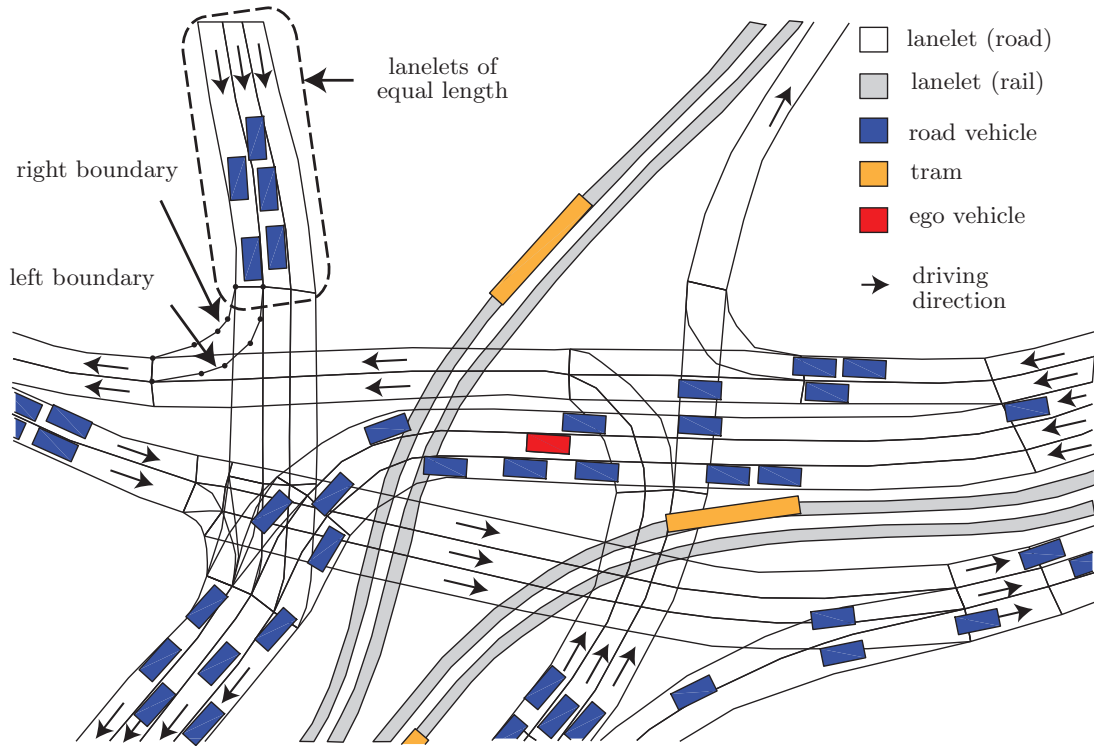 lanelets of
equal length
right boundary
left boundary
lanelet (road)
lanelet (rail)
road vehicle
tram
ego vehicle
driving
direction